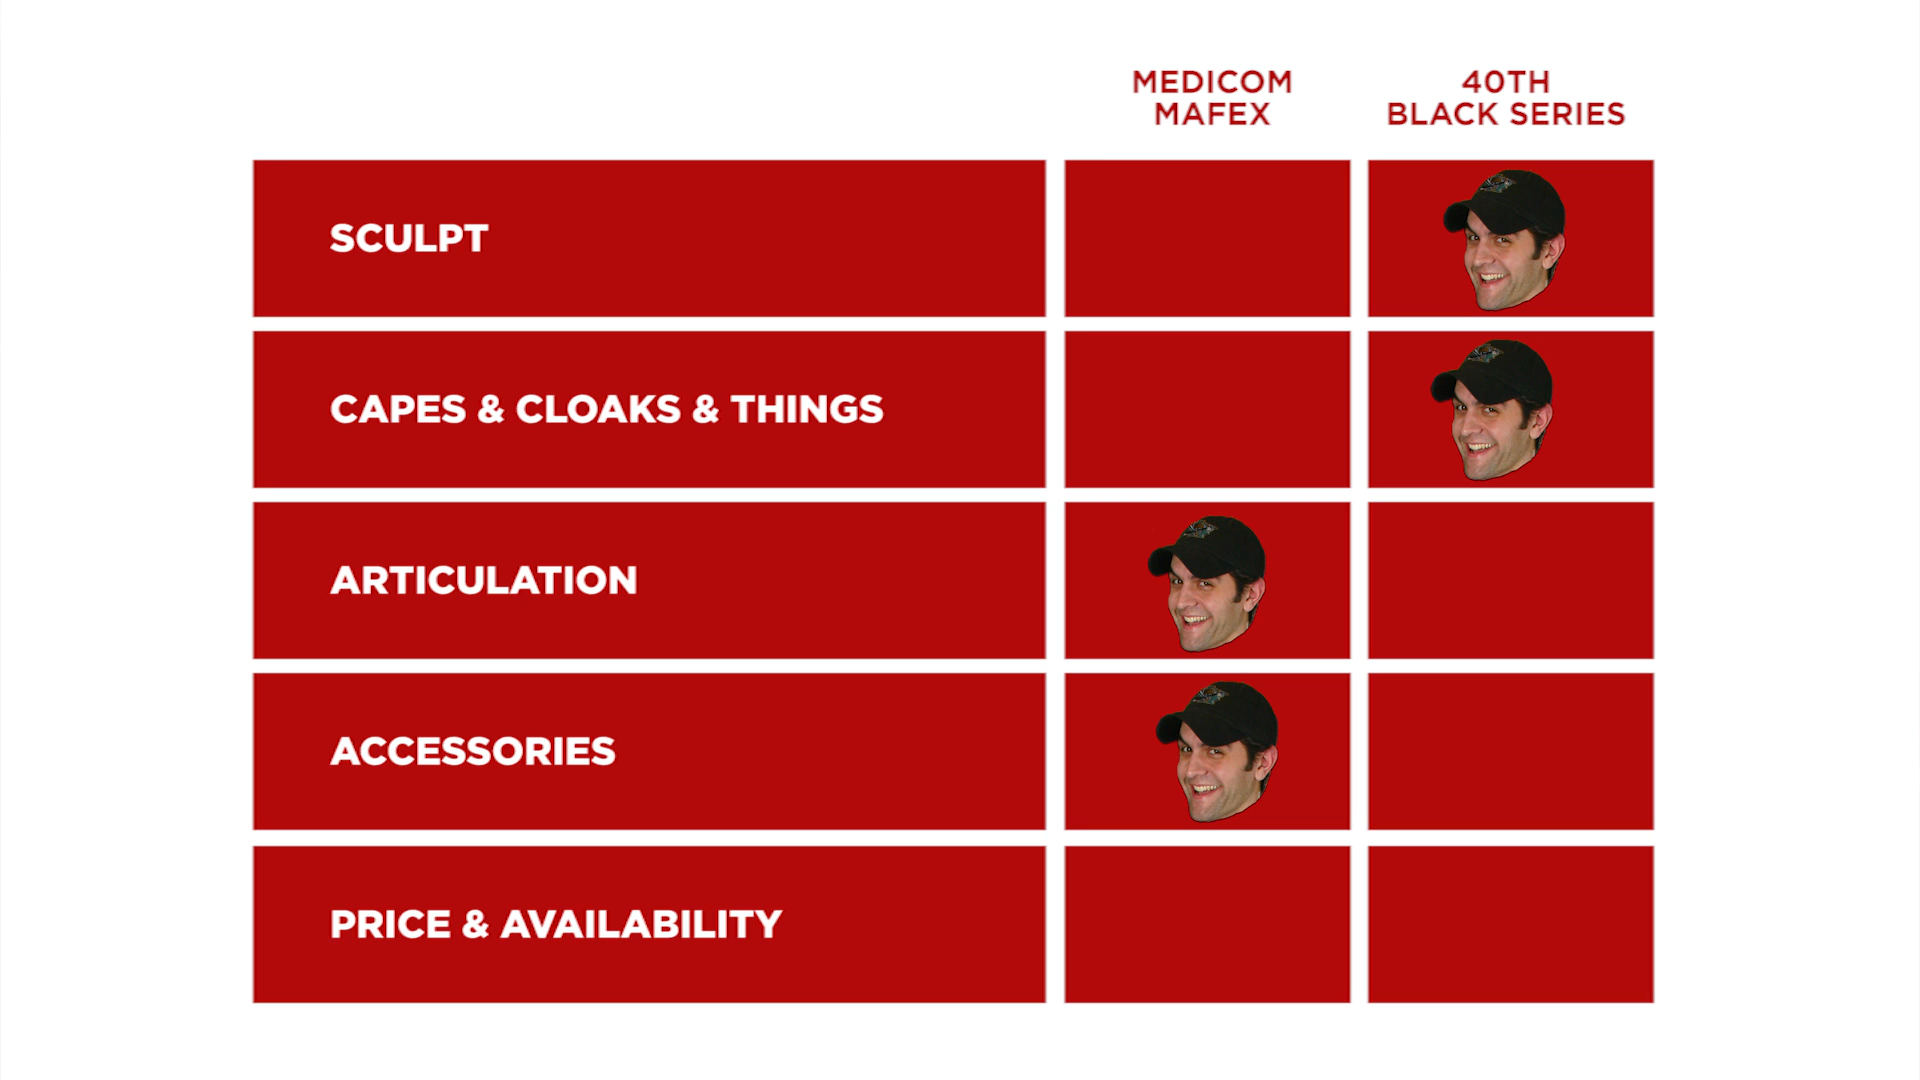 MEDICOM
MAFEX
40TH
BLACK SERIES
SCULPT
CAPES & CLOAKS & THINGS
ARTICULATION
ACCESSORIES
PRICE & AVAILABILITY